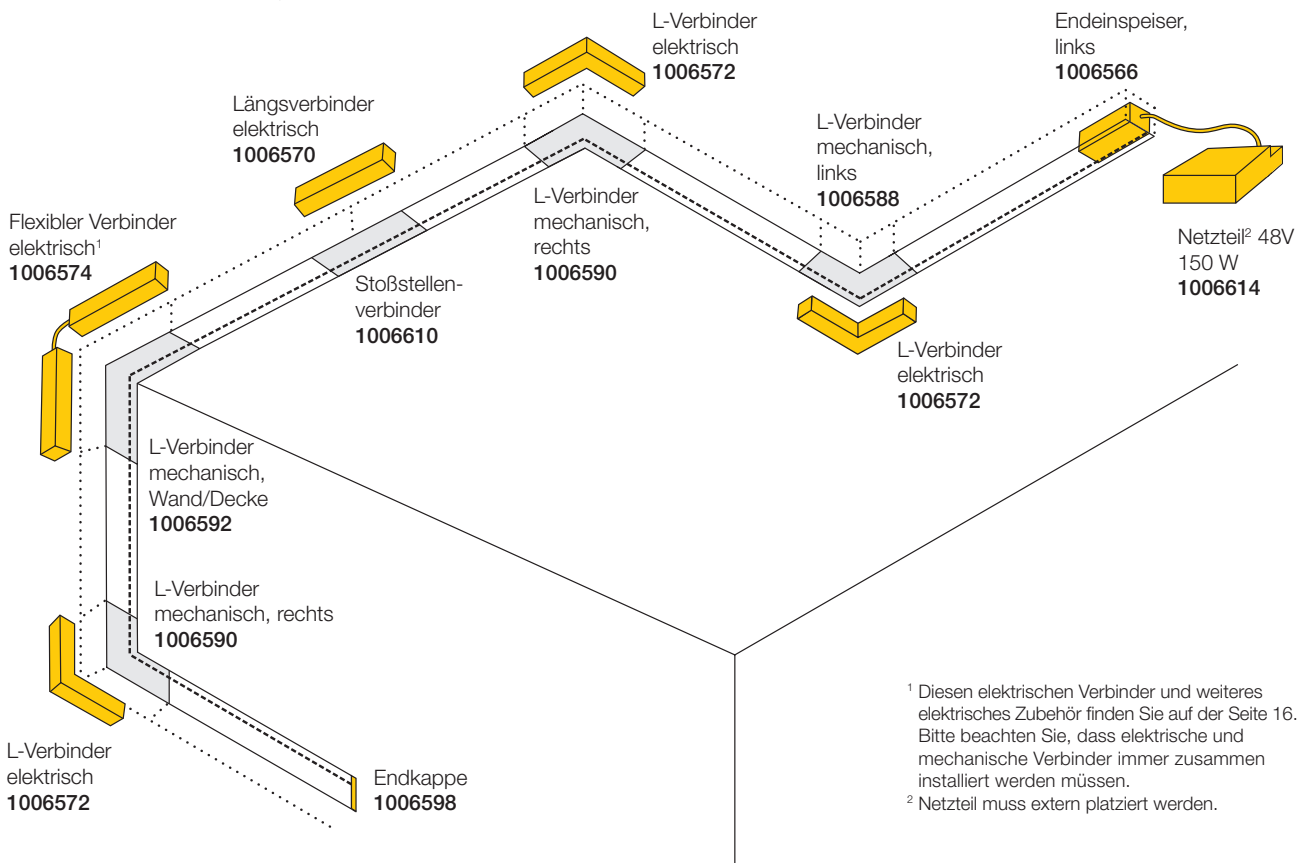 L-Verbinder
elektrisch
1006572
Endeinspeiser,
links
1006566
Längsverbinder
elektrisch
1006570
L-Verbinder
mechanisch,
links
1006588
Flexibler Verbinder
elektrisch¹
1006574
L-Verbinder
mechanisch,
rechts
1006590
Netzteil² 48V
150 W
1006614
Stoßstellen-
verbinder
1006610
L-Verbinder
elektrisch
1006572
L-Verbinder
mechanisch,
Wand/Decke
1006592
L-Verbinder
mechanisch, rechts
1006590
L-Verbinder
elektrisch
1006572
Endkappe
1006598
¹ Diesen elektrischen Verbinder und weiteres
elektrisches Zubehör finden Sie auf der Seite 16.
Bitte beachten Sie, dass elektrische und
mechanische Verbinder immer zusammen
installiert werden müssen.
² Netzteil muss extern platziert werden.